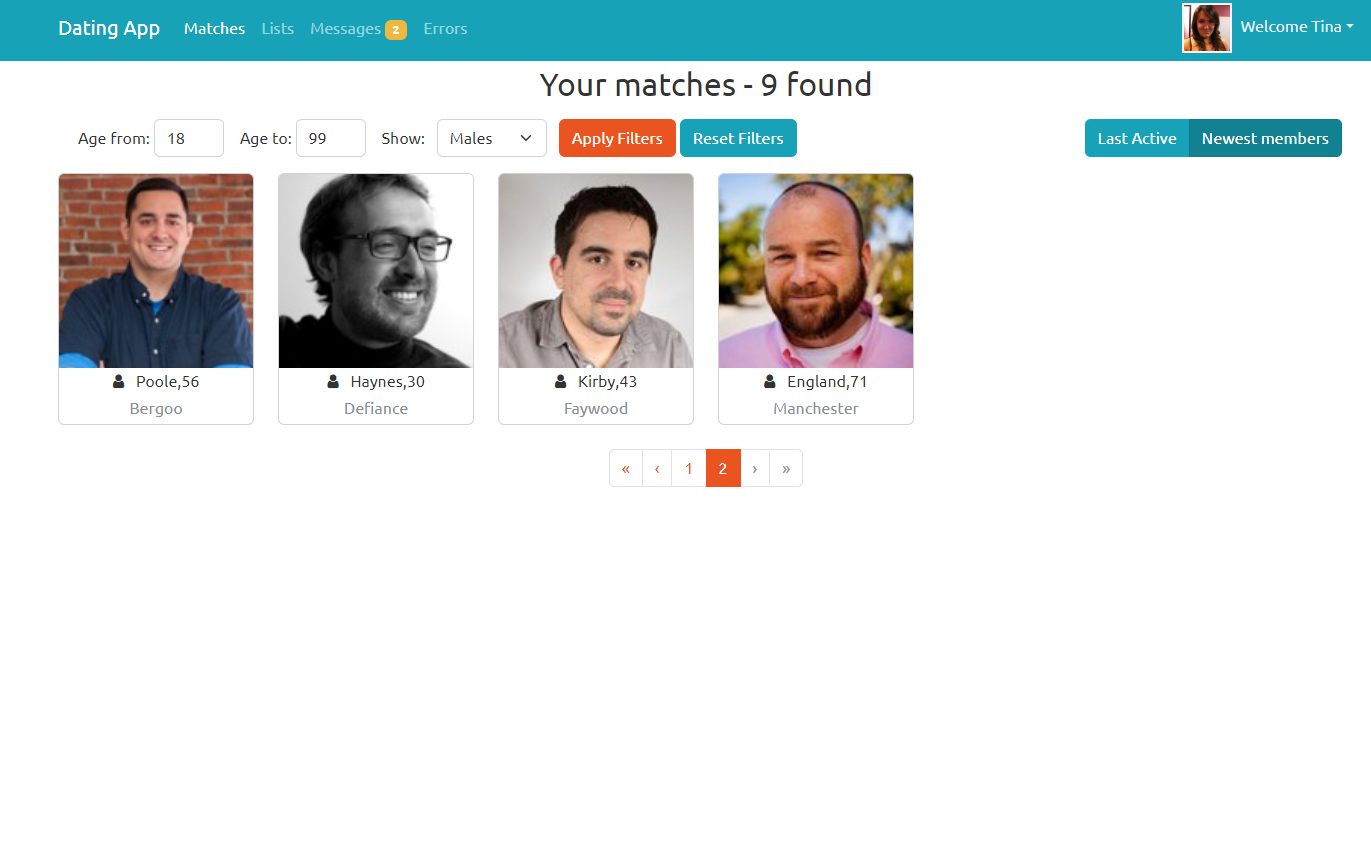 Dating App Matches Lists Messages 2 Errors Welcome Tina
Your matches - 9 found
Age from: 18 Age to: 99 Show: Males Apply Filters Reset Filters Last Active Newest members
Poole,56 Haynes,30 Kirby,43 England,71
Bergoo Defiance Faywood Manchester
« ‹ 1 2 › »